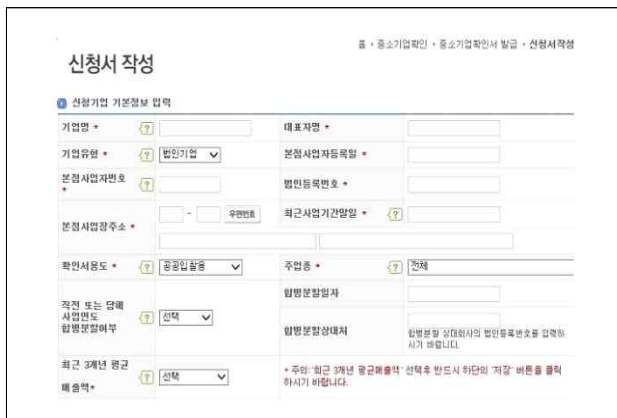 홈 › 중소기업확인 › 중소기업확인서 발급 › 신청서작성
신청서 작성
신청기업 기본정보 입력
기업명 * ? 대표자명 *
기업유형 * ? 법인기업 본점사업자등록일 *
본점사업자번호 * ? 법인등록번호 *
본점사업장주소 * - 우편번호 최근사업기간말일 * ?
확인서용도 * ? 공공입찰용 주업종 * ? 전체
직전 또는 당해
사업연도
합병분할여부
? 선택
합병분할일자
합병분할상대처
합병분할 상대회사의 법인등록번호를 입력하
시기 바랍니다.
최근 3개년 평균
매출액*
? 선택
* 주의:'최근 3개년 평균매출액' 선택후 반드시 하단의 '저장' 버튼을 클릭
하시기 바랍니다.